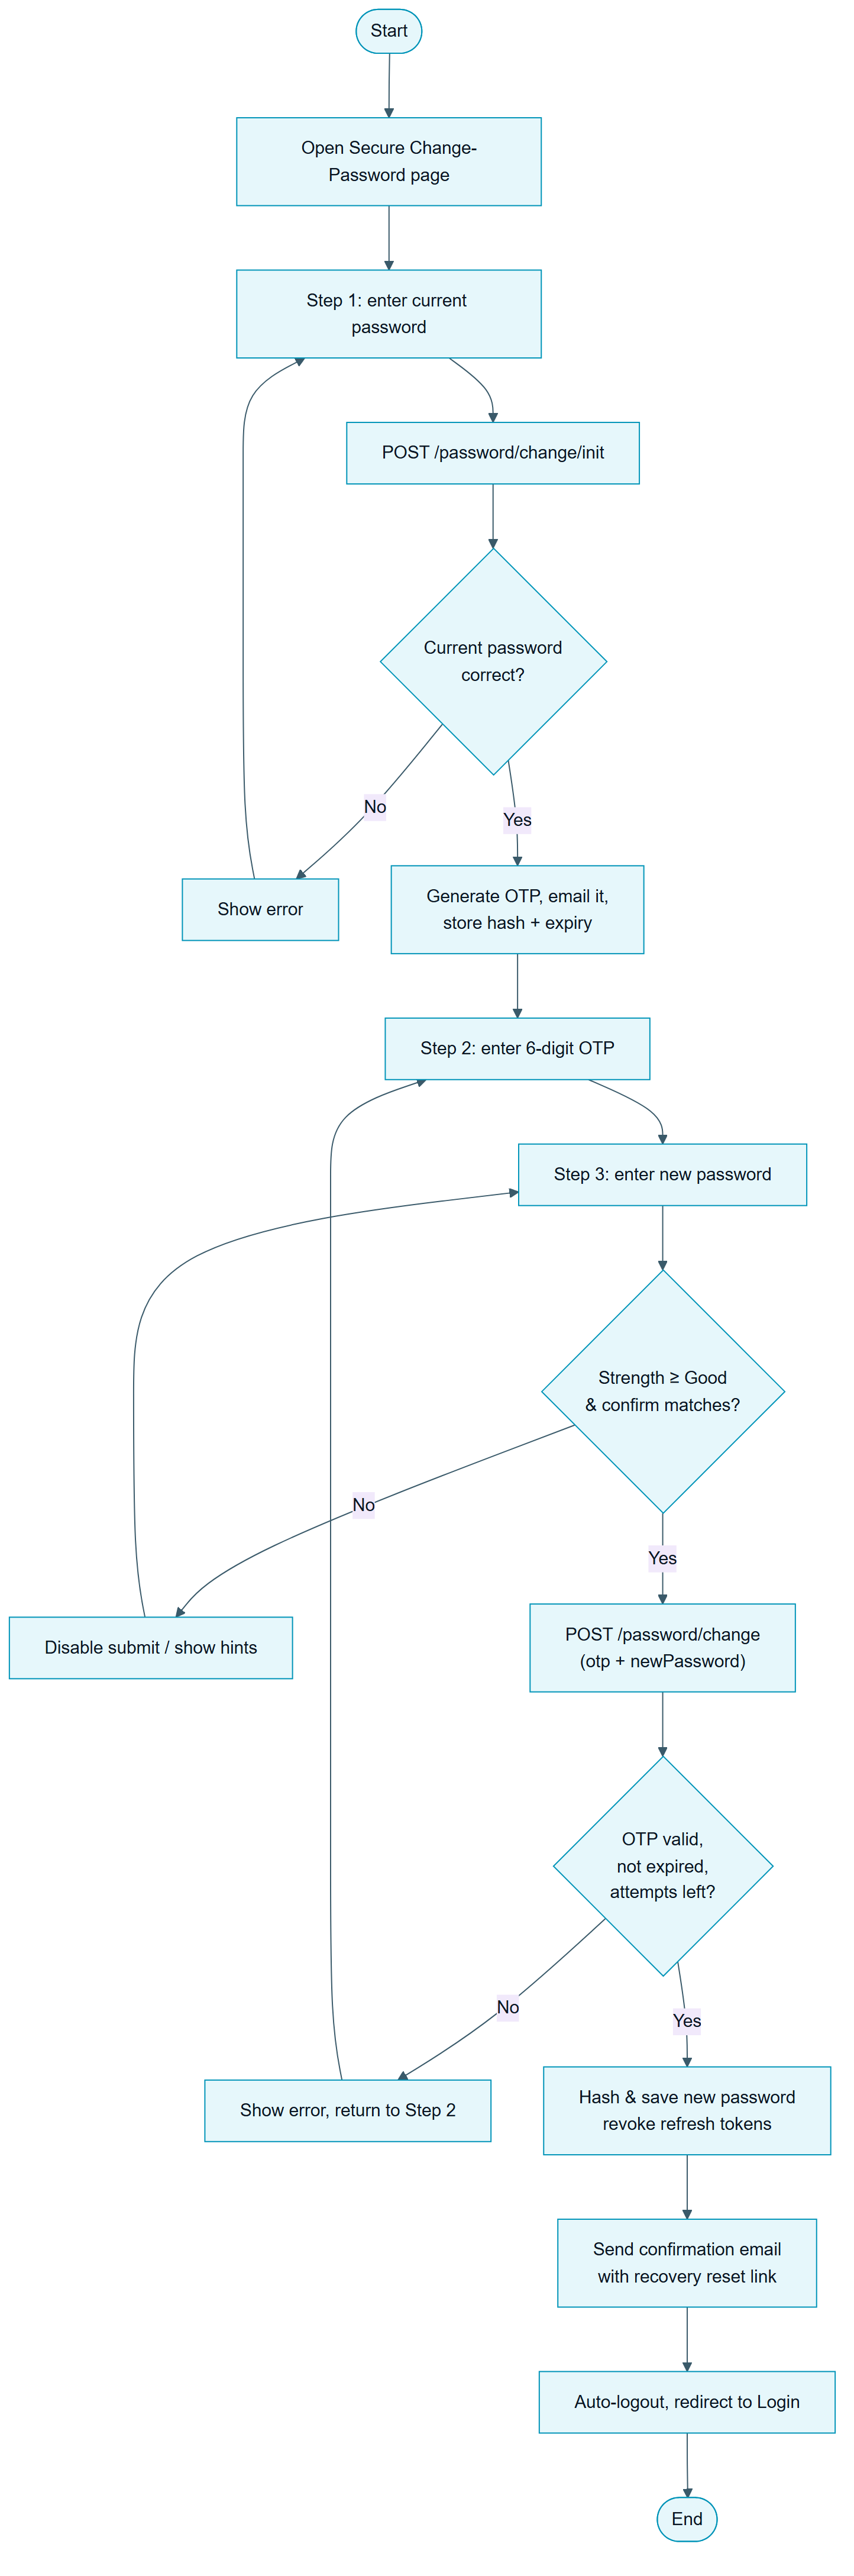 Start
Open Secure Change-
Password page
Step 1: enter current
password
POST /password/change/init
Current password
correct?
No
Yes
Show error
Generate OTP, email it,
store hash + expiry
Step 2: enter 6-digit OTP
Step 3: enter new password
Strength ≥ Good
& confirm matches?
No
Yes
Disable submit / show hints
POST /password/change
(otp + newPassword)
OTP valid,
not expired,
attempts left?
No
Yes
Show error, return to Step 2
Hash & save new password
revoke refresh tokens
Send confirmation email
with recovery reset link
Auto-logout, redirect to Login
End